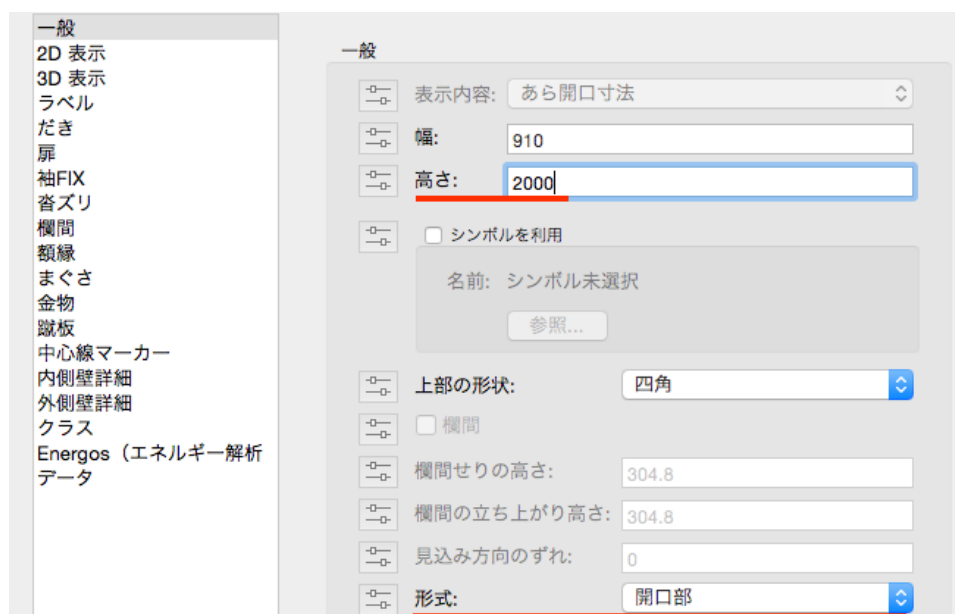 一般
2D 表示
3D 表示
ラベル
だき
扉
袖FIX
沓ズリ
欄間
額縁
まぐさ
金物
蹴板
中心線マーカー
内側壁詳細
外側壁詳細
クラス
Energos（エネルギー解析
データ
一般
表示内容: あら開口寸法
幅: 910
高さ: 2000
シンボルを利用
名前: シンボル未選択
参照...
上部の形状: 四角
欄間
欄間せりの高さ: 304.8
欄間の立ち上がり高さ: 304.8
見込み方向のずれ: 0
形式: 開口部